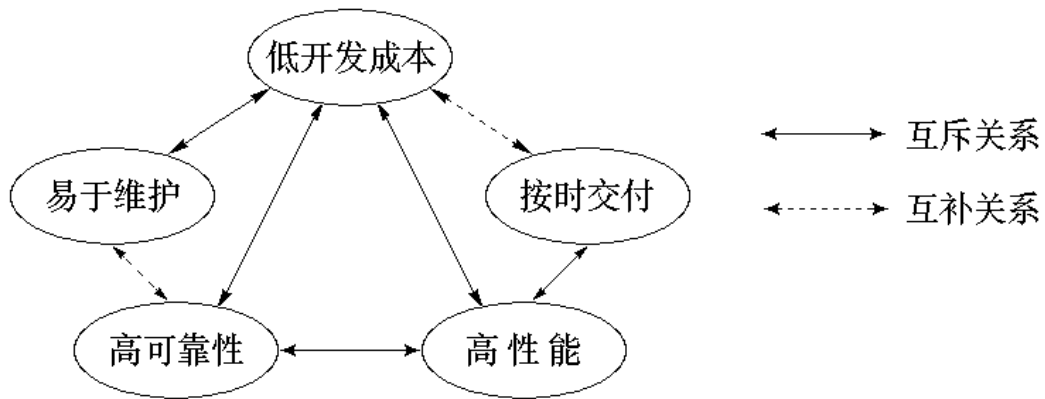 低开发成本
互斥关系
易于维护
按时交付
互补关系
高可靠性
高性能